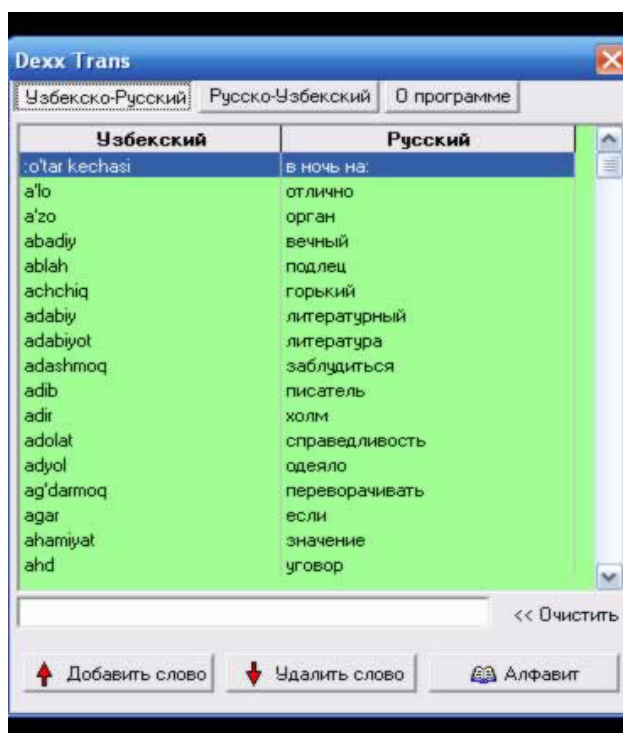 Dexx Trans
Узбекско-Русский Русско-Узбекский О программе
Узбекский Русский
:o'tar kechasi в ночь на:
a'lo отлично
a'zo орган
abadiy вечный
ablah подлец
achchiq горький
adabiy литературный
adabiyot литература
adashmoq заблудиться
adib писатель
adir холм
adolat справедливость
adyol одеяло
ag'darmoq переворачивать
agar если
ahamiyat значение
ahd уговор
<< Очистить
Добавить слово Удалить слово Алфавит